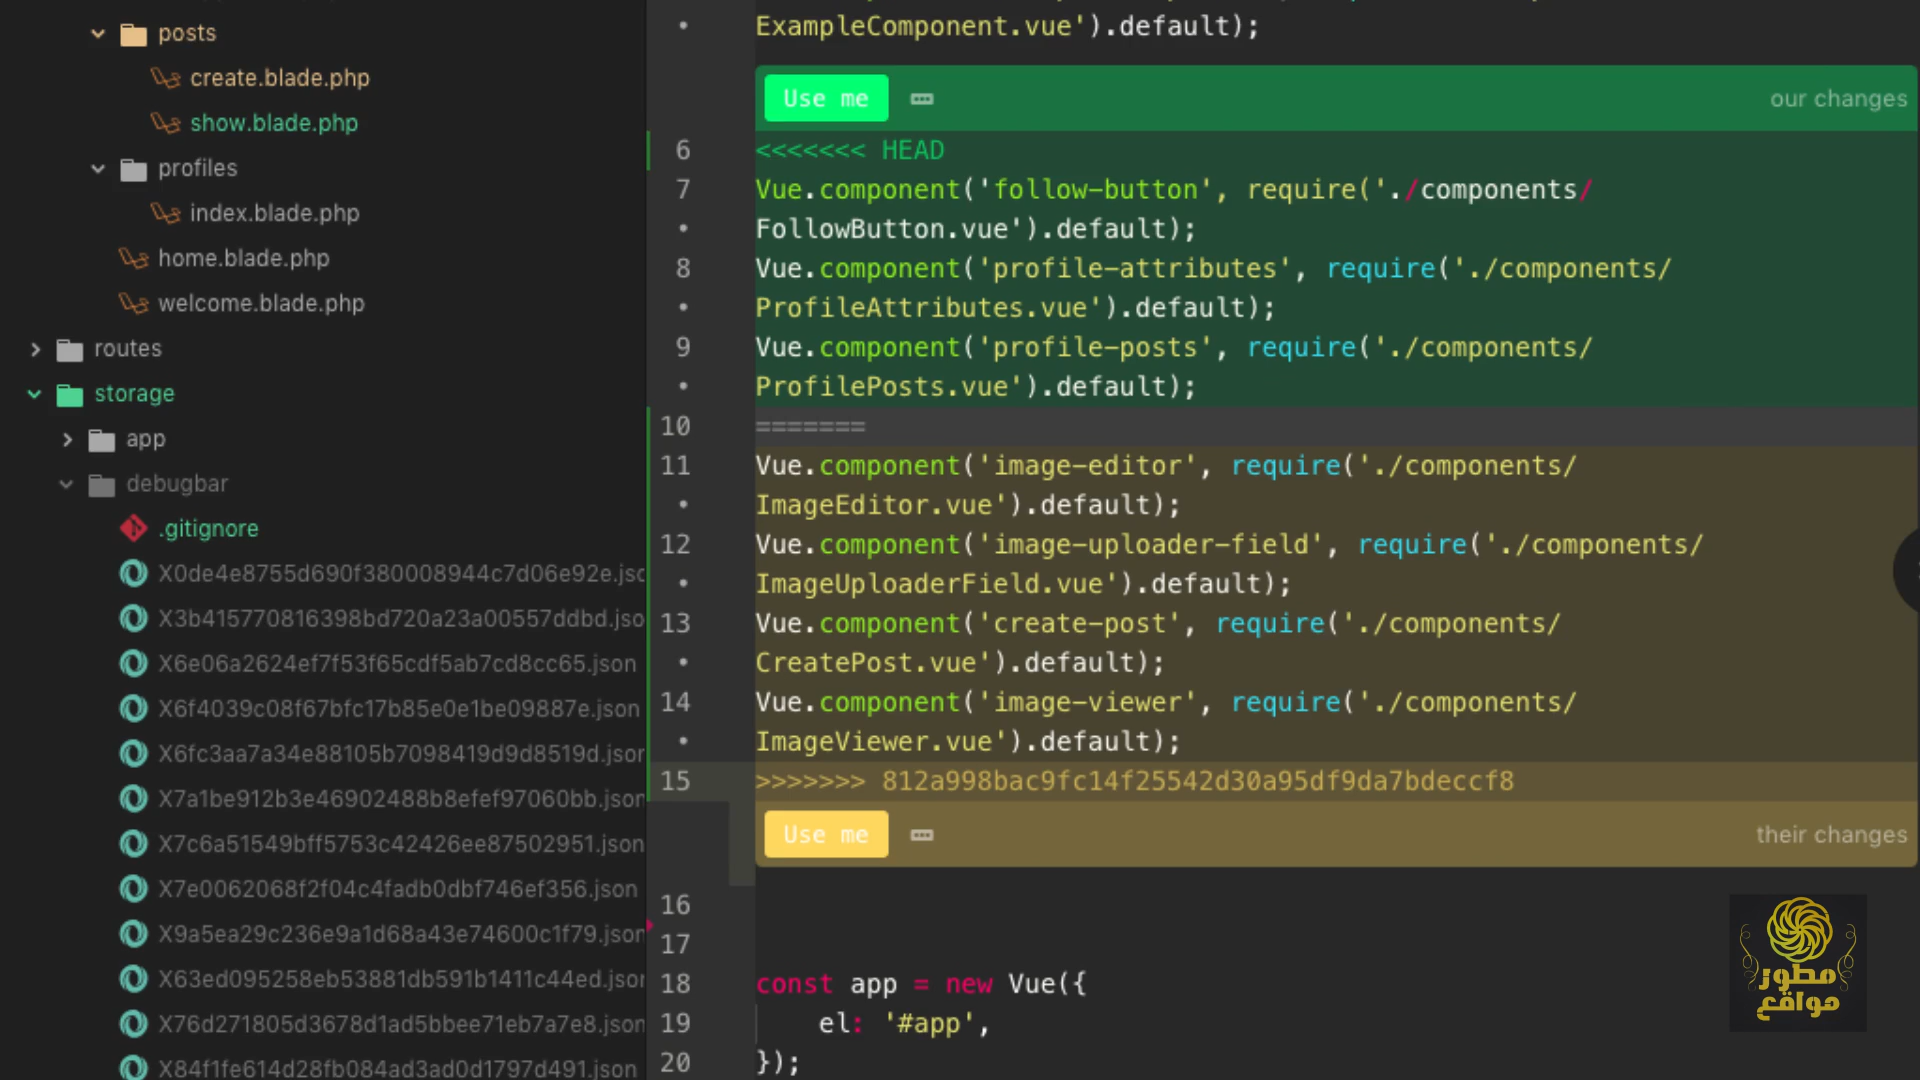 posts
create.blade.php
show.blade.php
profiles
index.blade.php
home.blade.php
welcome.blade.php
routes
storage
app
debugbar
.gitignore
X0de4e8755d690f380008944c7d06e92e.jsc
X3b415770816398bd720a23a00557ddbd.jso
X6e06a2624ef7f53f65cdf5ab7cd8cc65.json
X6f4039c08f67bfc17b85e0e1be09887e.json
X6fc3aa7a34e88105b7098419d9d8519d.jsor
X7a1be912b3e46902488b8efef97060bb.json
X7c6a51549bff5753c42426ee87502951.json
X7e0062068f2f04c4fadb0dbf746ef356.json
X9a5ea29c236e9a1d68a43e74600c1f79.json
X63ed095258eb53881db591b1411c44ed.jsor
X76d271805d3678d1ad5bbee71eb7a7e8.json
X84f1fe614d28fb084ad3ad0d1797d491.json
ExampleComponent.vue').default);
Use me our changes
6 <<<<<<< HEAD
7 Vue.component('follow-button', require('./components/
FollowButton.vue').default);
8 Vue.component('profile-attributes', require('./components/
ProfileAttributes.vue').default);
9 Vue.component('profile-posts', require('./components/
ProfilePosts.vue').default);
10 =======
11 Vue.component('image-editor', require('./components/
ImageEditor.vue').default);
12 Vue.component('image-uploader-field', require('./components/
ImageUploaderField.vue').default);
13 Vue.component('create-post', require('./components/
CreatePost.vue').default);
14 Vue.component('image-viewer', require('./components/
ImageViewer.vue').default);
15 >>>>>>> 812a998bac9fc14f25542d30a95df9da7bdeccf8
Use me their changes
16
17
18 const app = new Vue({
19 el: '#app',
20 });
مطور
مواقع